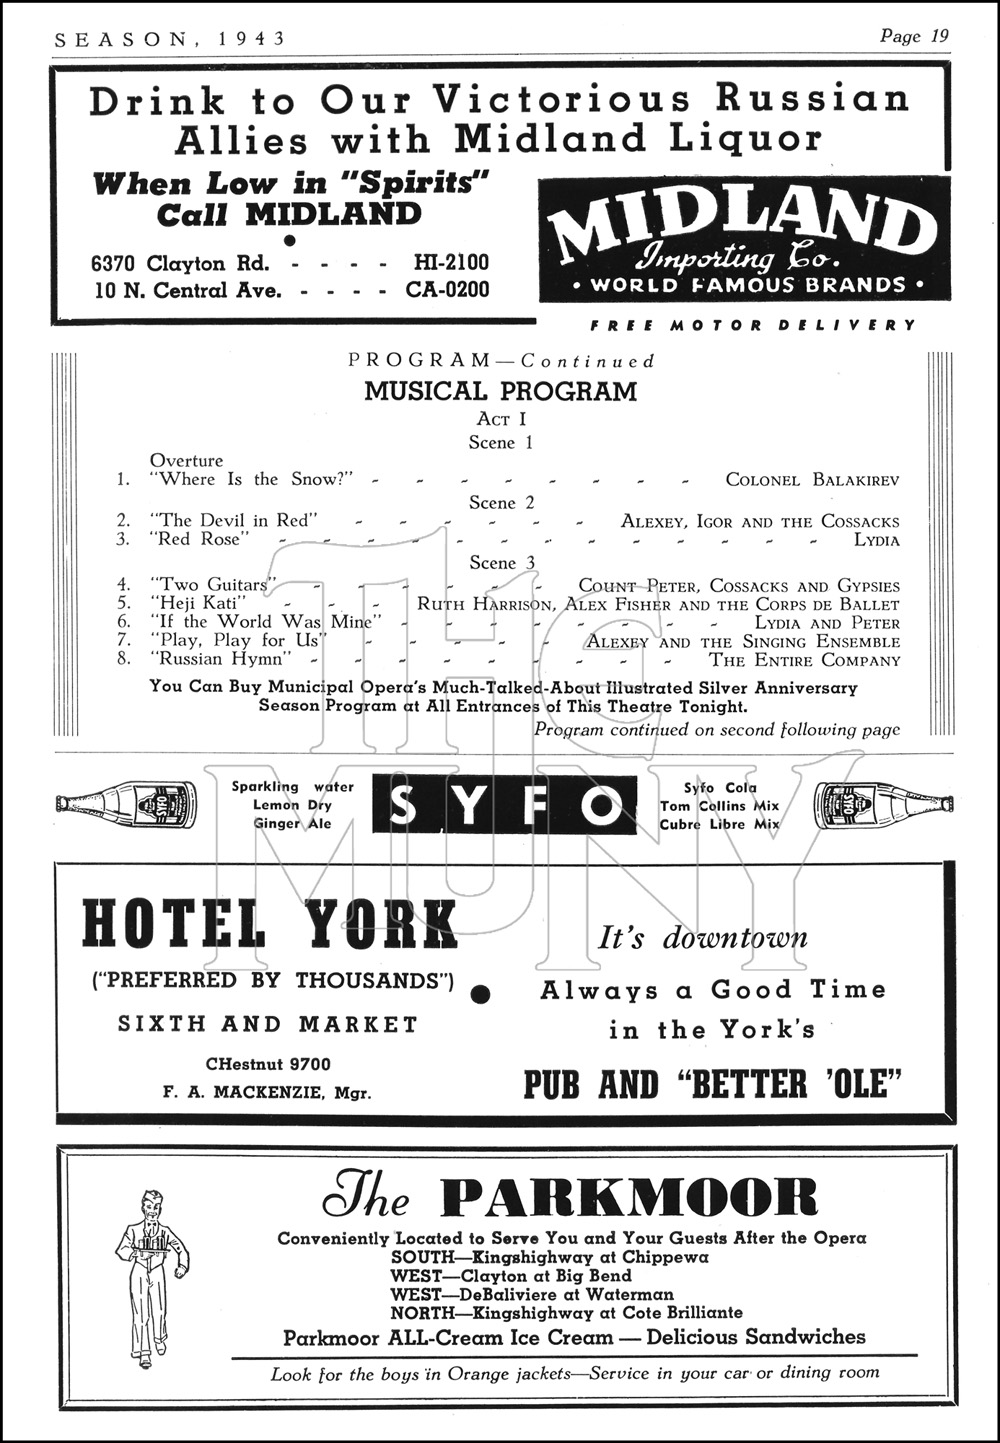 SEASON, 1943
Page 19
Drink to Our Victorious Russian
Allies with Midland Liquor
When Low in "Spirits"
Call MIDLAND
6370 Clayton Rd. - - - - HI-2100
10 N. Central Ave. - - - - CA-0200
MIDLAND
Importing Co.
• WORLD FAMOUS BRANDS •
FREE MOTOR DELIVERY
PROGRAM—Continued
MUSICAL PROGRAM
ACT I
Scene 1
Overture
1. "Where Is the Snow?" - - - - - - - - COLONEL BALAKIREV
Scene 2
2. "The Devil in Red" - - - - - - ALEXEY, IGOR AND THE COSSACKS
3. "Red Rose" - - - - - - - - - - - - - LYDIA
Scene 3
4. "Two Guitars" - - - - - - COUNT PETER, COSSACKS AND GYPSIES
5. "Heji Kati" - - - RUTH HARRISON, ALEX FISHER AND THE CORPS DE BALLET
6. "If the World Was Mine" - - - - - - - - LYDIA AND PETER
7. "Play, Play for Us" - - - - - ALEXEY AND THE SINGING ENSEMBLE
8. "Russian Hymn" - - - - - - - - - THE ENTIRE COMPANY
You Can Buy Municipal Opera's Much-Talked-About Illustrated Silver Anniversary
Season Program at All Entrances of This Theatre Tonight.
Program continued on second following page
THE
MUNY
SYFO
Sparkling water
Lemon Dry
Ginger Ale
SYFO
Syfo Cola
Tom Collins Mix
Cubre Libre Mix
SYFO
HOTEL YORK
("PREFERRED BY THOUSANDS")
SIXTH AND MARKET
CHestnut 9700
F. A. MACKENZIE, Mgr.
It's downtown
Always a Good Time
in the York's
PUB AND "BETTER 'OLE"
The PARKMOOR
Conveniently Located to Serve You and Your Guests After the Opera
SOUTH—Kingshighway at Chippewa
WEST—Clayton at Big Bend
WEST—DeBaliviere at Waterman
NORTH—Kingshighway at Cote Brilliante
Parkmoor ALL-Cream Ice Cream — Delicious Sandwiches
Look for the boys in Orange jackets—Service in your car or dining room